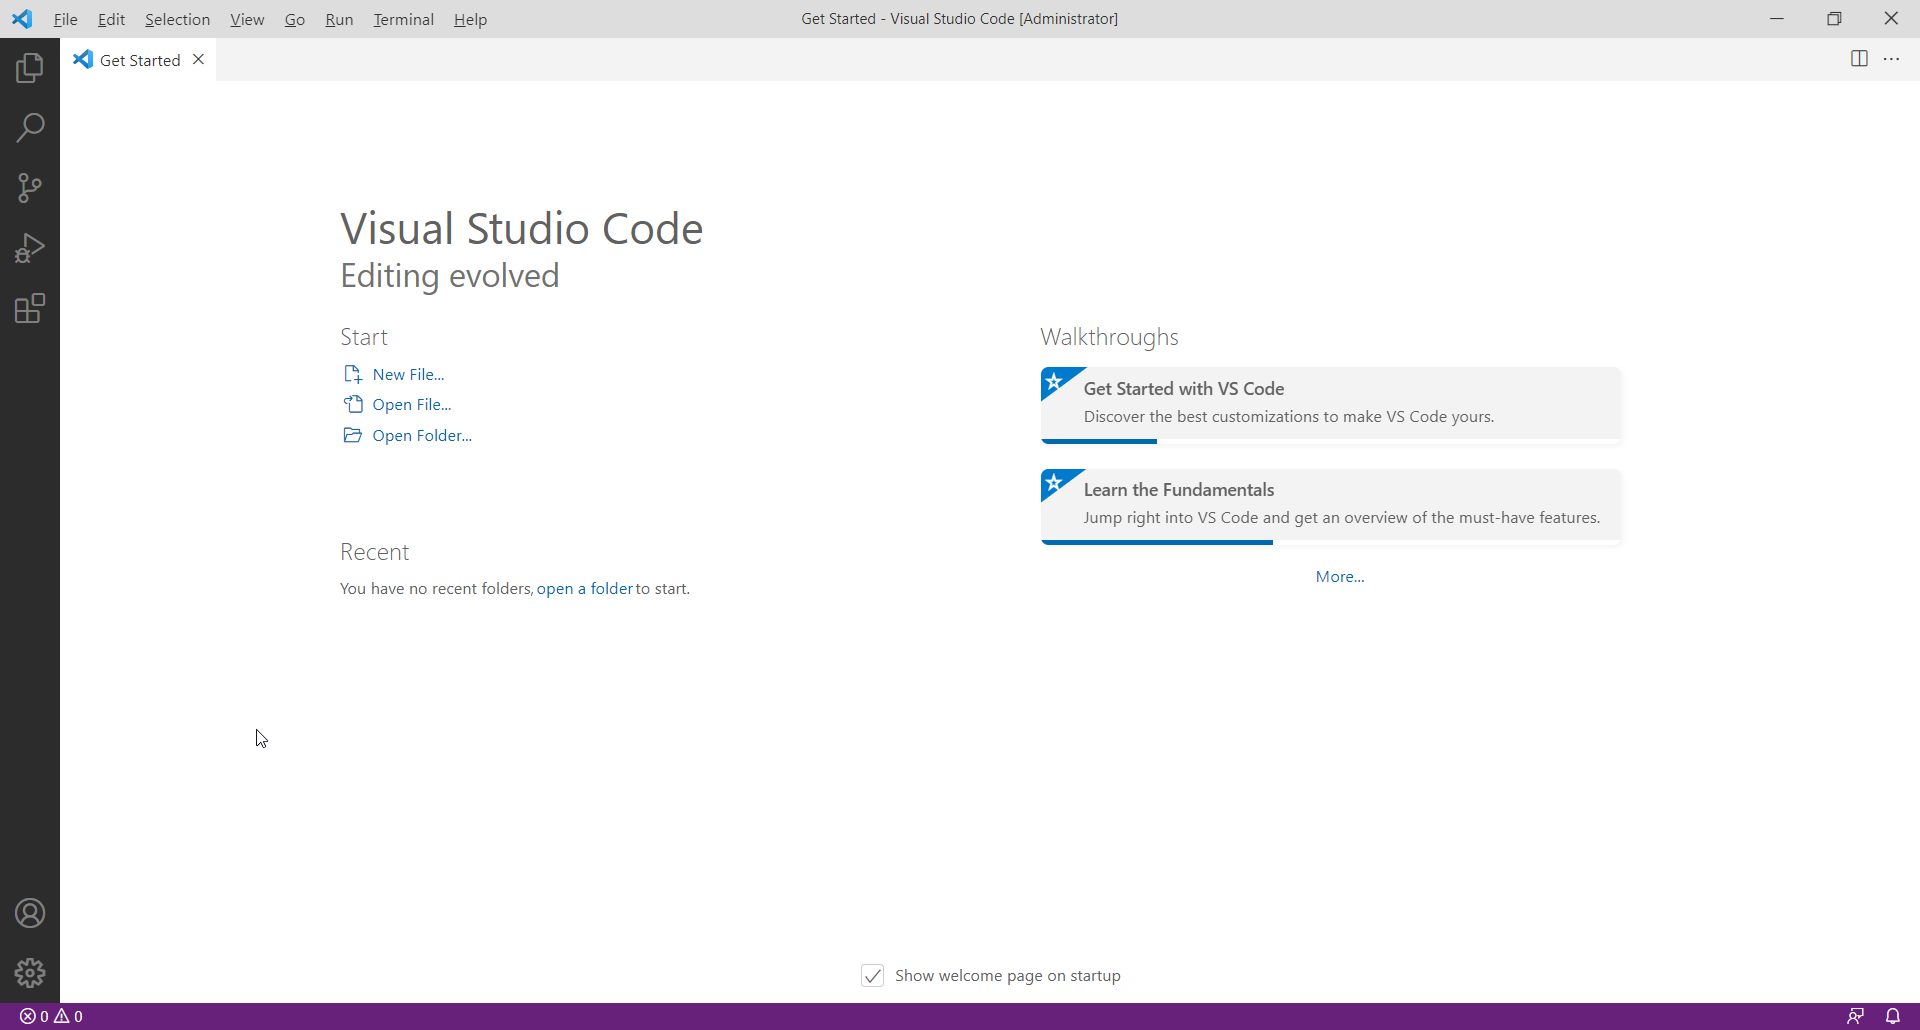 File Edit Selection View Go Run Terminal Help
Get Started - Visual Studio Code [Administrator]
Get Started
Visual Studio Code
Editing evolved
Start
New File...
Open File...
Open Folder...
Recent
You have no recent folders, open a folder to start.
Walkthroughs
Get Started with VS Code
Discover the best customizations to make VS Code yours.
Learn the Fundamentals
Jump right into VS Code and get an overview of the must-have features.
More...
Show welcome page on startup
0 0